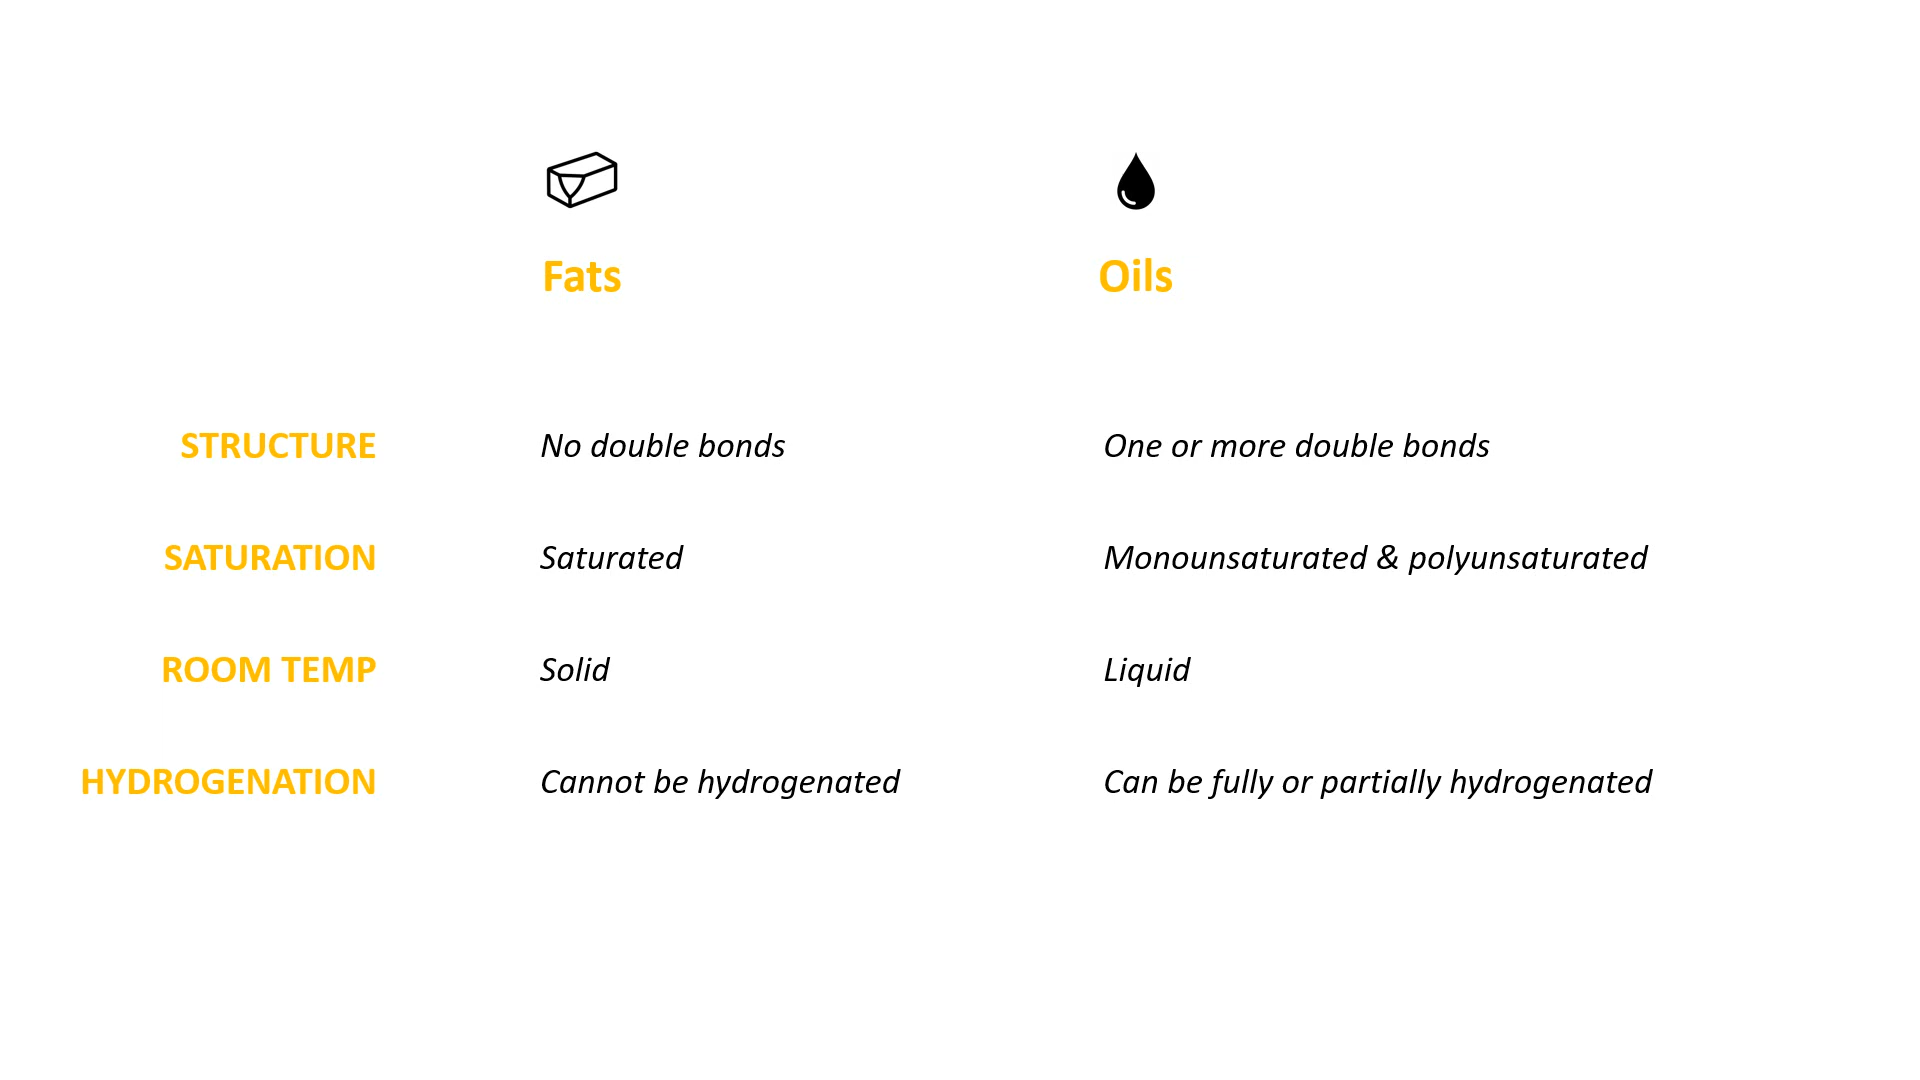 Fats Oils
STRUCTURE No double bonds One or more double bonds
SATURATION Saturated Monounsaturated & polyunsaturated
ROOM TEMP Solid Liquid
HYDROGENATION Cannot be hydrogenated Can be fully or partially hydrogenated